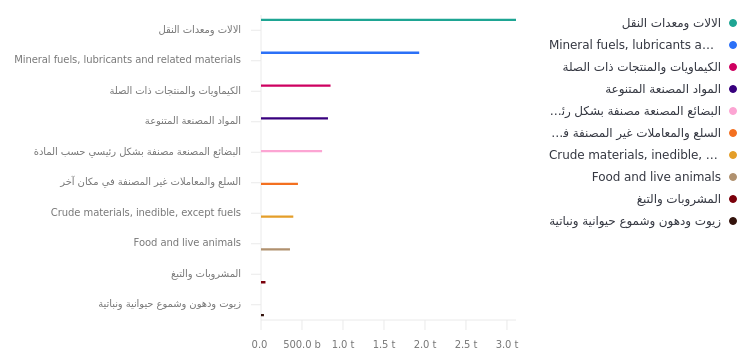 الالات ومعدات النقل
Mineral fuels, lubricants and related materials
الكيماويات والمنتجات ذات الصلة
المواد المصنعة المتنوعة
البضائع المصنعة مصنفة بشكل رئيسي حسب المادة
السلع والمعاملات غير المصنفة في مكان آخر
Crude materials, inedible, except fuels
Food and live animals
المشروبات والتبغ
زيوت ودهون وشموع حيوانية ونباتية
0.0 500.0 b 1.0 t 1.5 t 2.0 t 2.5 t 3.0 t
الالات ومعدات النقل
Mineral fuels, lubricants a...
الكيماويات والمنتجات ذات الصلة
المواد المصنعة المتنوعة
البضائع المصنعة مصنفة بشكل رئـ...
السلع والمعاملات غير المصنفة فـ...
Crude materials, inedible, ...
Food and live animals
المشروبات والتبغ
زيوت ودهون وشموع حيوانية ونباتية